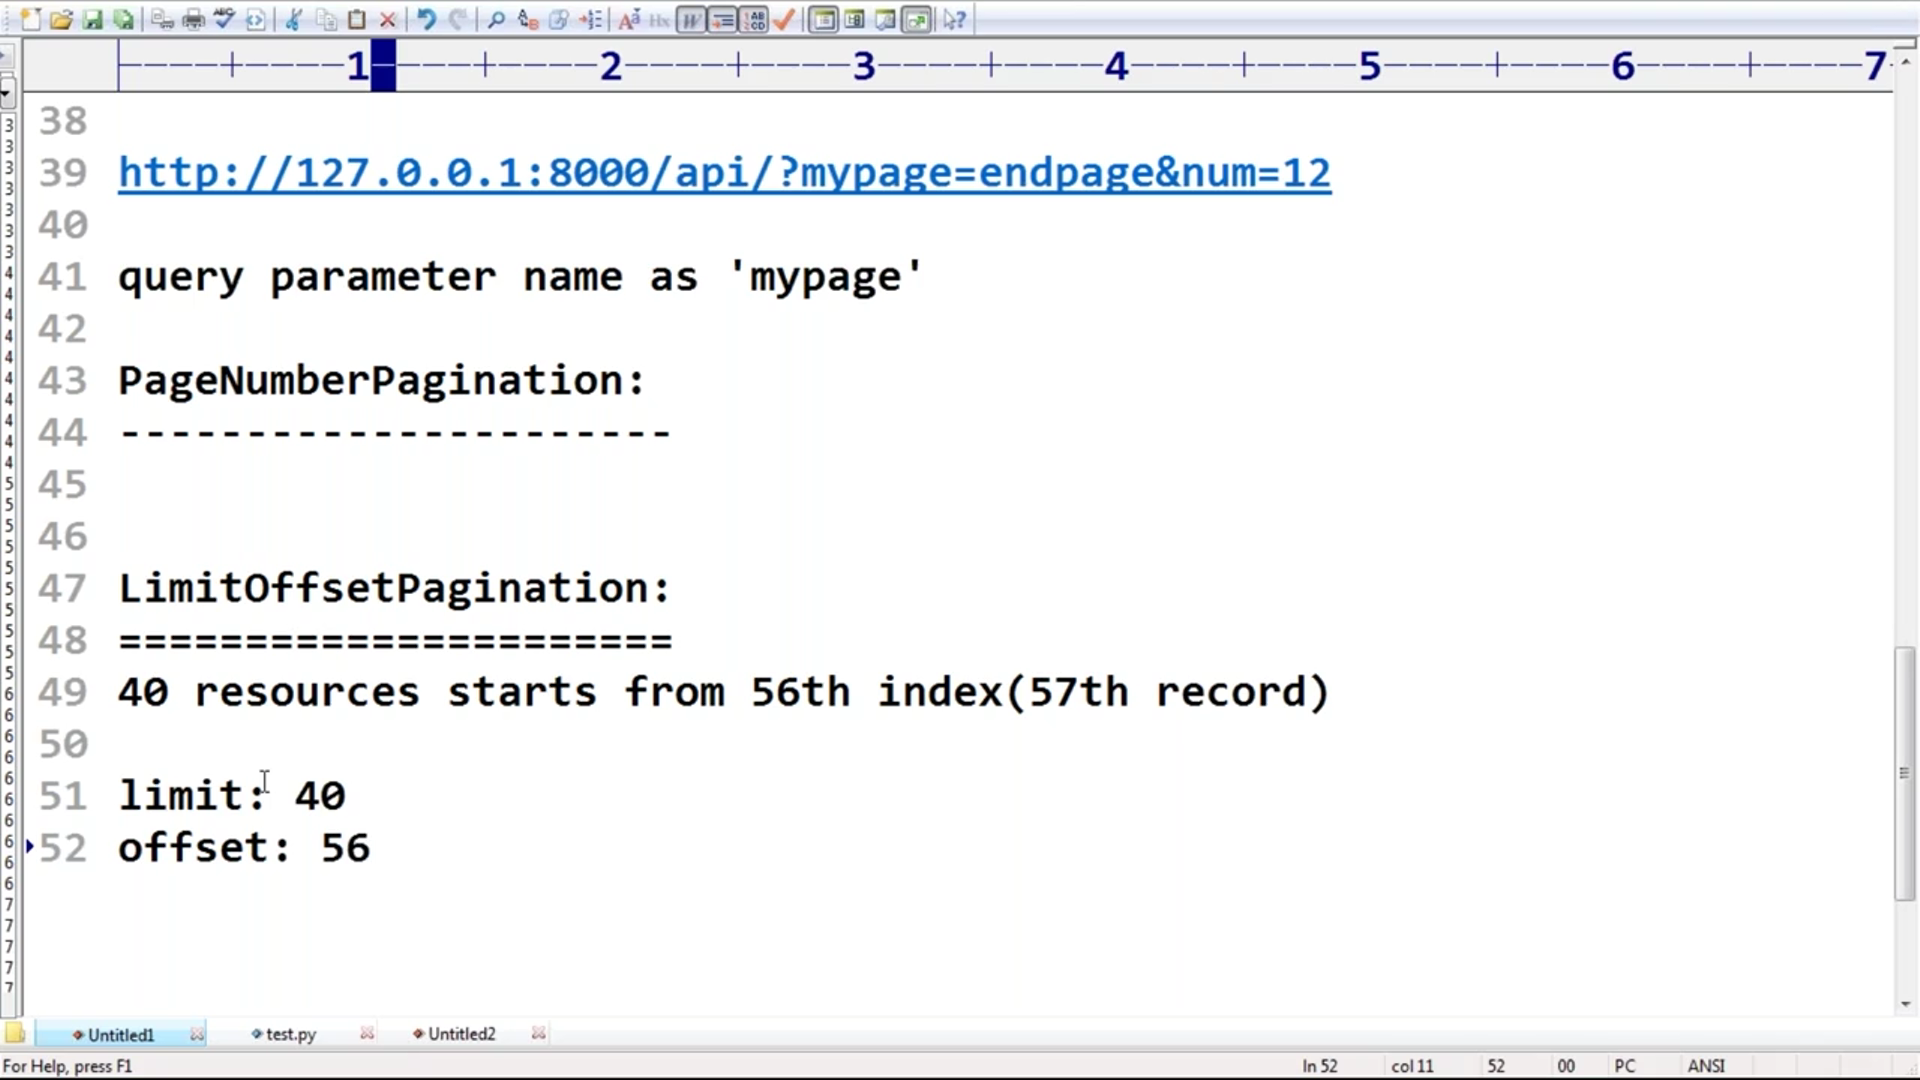 1 2 3 4 5 6 7
38
39 http://127.0.0.1:8000/api/?mypage=endpage&num=12
40
41 query parameter name as 'mypage'
42
43 PageNumberPagination:
44 ----------------------
45
46
47 LimitOffsetPagination:
48 ======================
49 40 resources starts from 56th index(57th record)
50
51 limit: 40
52 offset: 56
Untitled1 test.py Untitled2
For Help, press F1 ln 52 col 11 52 00 PC ANSI